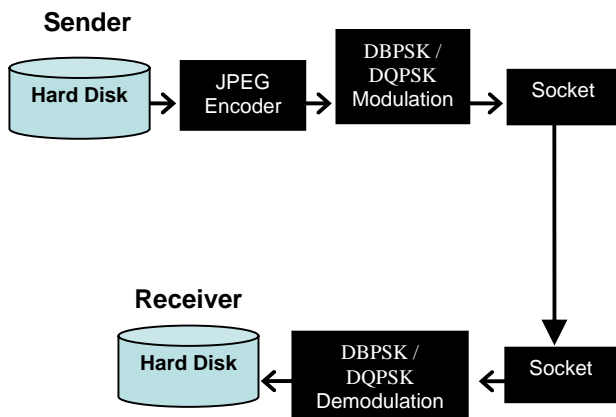 Sender
Hard Disk
JPEG
Encoder
DBPSK /
DQPSK
Modulation
Socket
Receiver
Hard Disk
DBPSK /
DQPSK
Demodulation
Socket